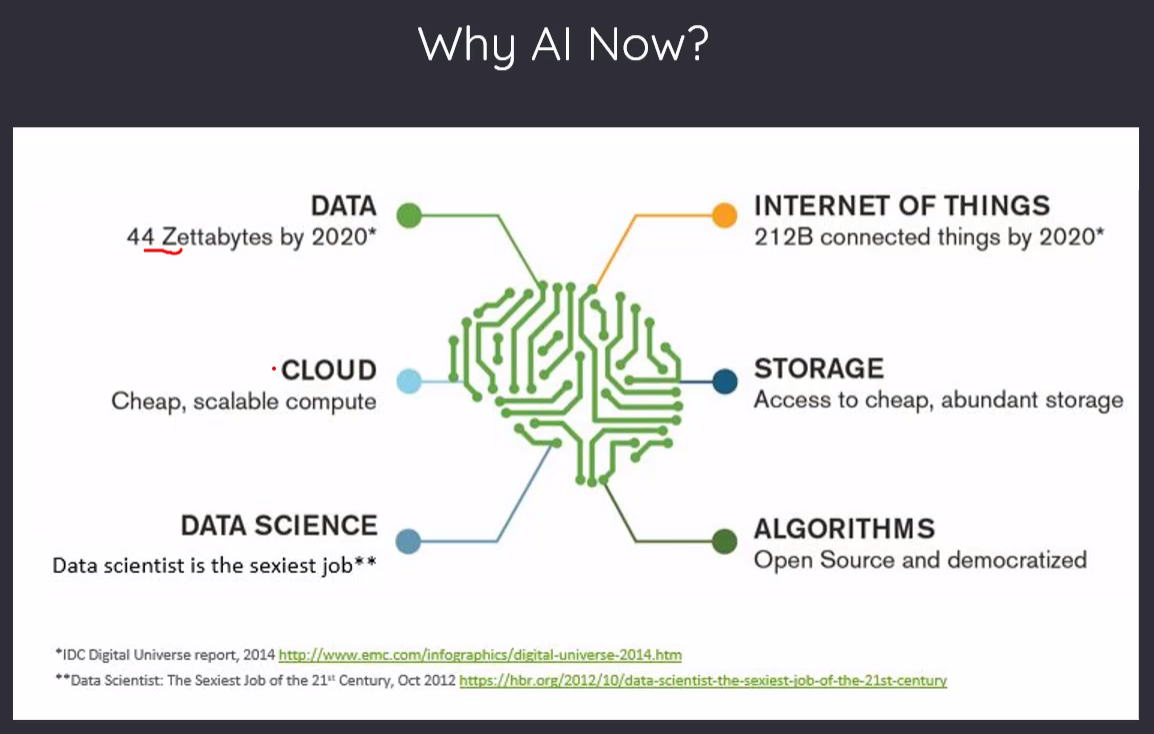 Why AI Now?
DATA
44 Zettabytes by 2020*
INTERNET OF THINGS
212B connected things by 2020*
CLOUD
Cheap, scalable compute
STORAGE
Access to cheap, abundant storage
DATA SCIENCE
Data scientist is the sexiest job**
ALGORITHMS
Open Source and democratized
*IDC Digital Universe report, 2014 http://www.emc.com/infographics/digital-universe-2014.htm
**Data Scientist: The Sexiest Job of the 21st Century, Oct 2012 https://hbr.org/2012/10/data-scientist-the-sexiest-job-of-the-21st-century